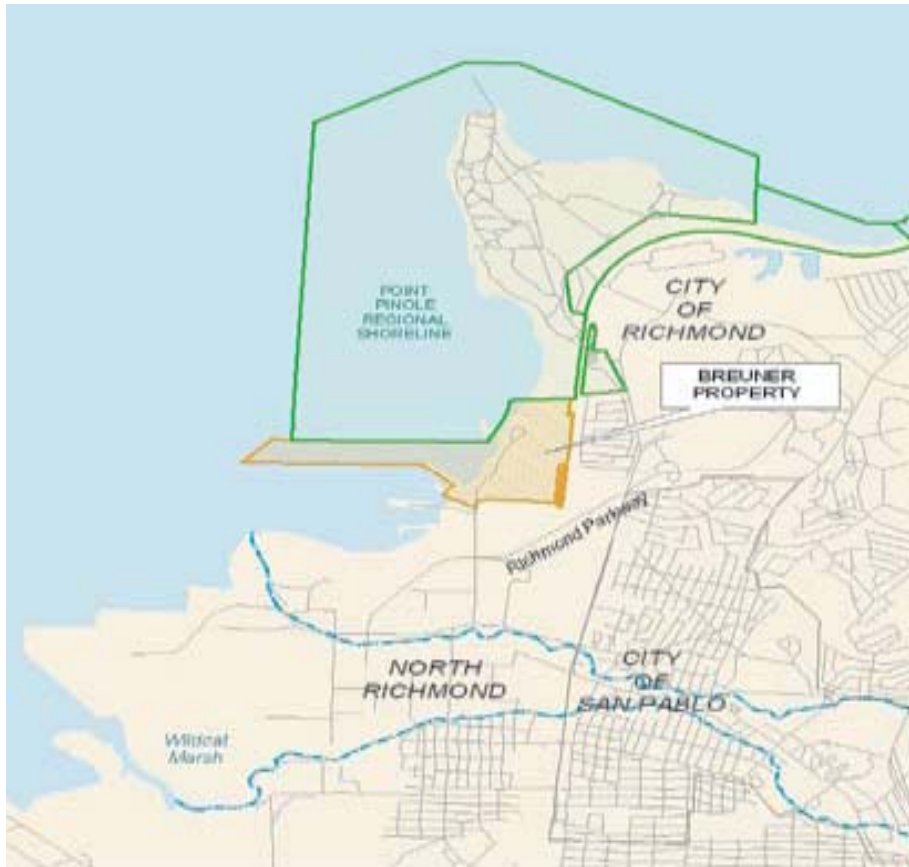 POINT
PINOLE
REGIONAL
SHORELINE
CITY
OF
RICHMOND
BREUNER
PROPERTY
Richmond Parkway
NORTH
RICHMOND
CITY
OF
SAN PABLO
Wildcat
Marsh